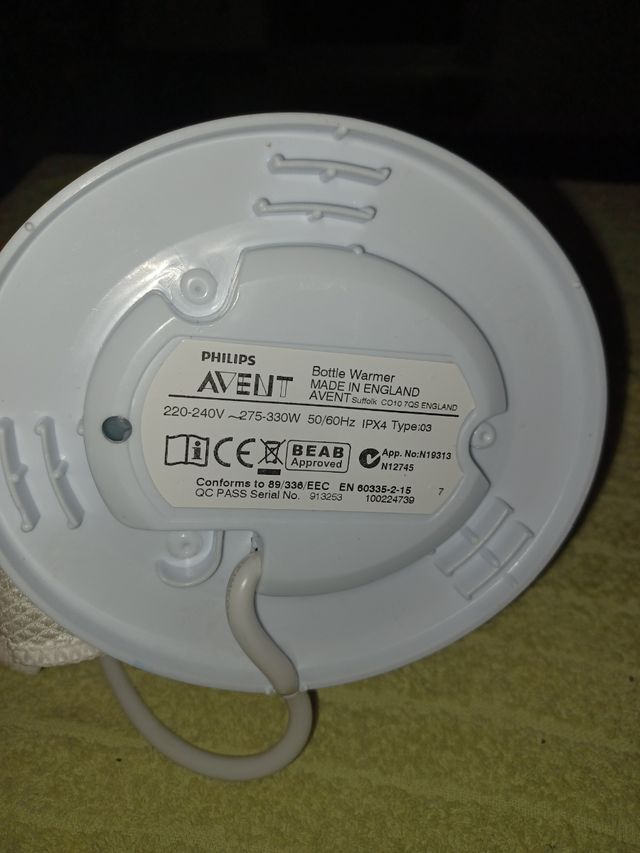 PHILIPS
AVENT
Bottle Warmer
MADE IN ENGLAND
AVENT Suffolk CO10 7QS ENGLAND
220-240V ~275-330W 50/60Hz IPX4 Type:03
i CE BEAB Approved App. No:N19313
N12745
Conforms to 89/336/EEC EN 60335-2-15
QC PASS Serial No. 913253 100224739 7